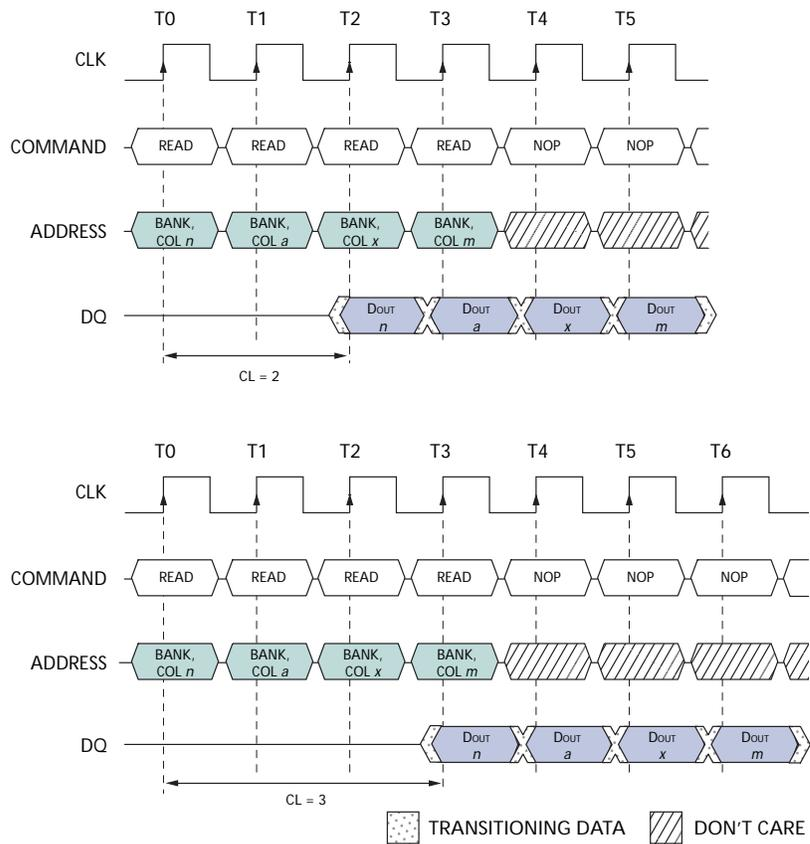 T0 T1 T2 T3 T4 T5
CLK
COMMAND READ READ READ READ NOP NOP
ADDRESS BANK, COL n BANK, COL a BANK, COL x BANK, COL m
DQ DOUT n DOUT a DOUT x DOUT m
CL = 2
T0 T1 T2 T3 T4 T5 T6
CLK
COMMAND READ READ READ READ NOP NOP NOP
ADDRESS BANK, COL n BANK, COL a BANK, COL x BANK, COL m
DQ DOUT n DOUT a DOUT x DOUT m
CL = 3
TRANSITIONING DATA DON'T CARE